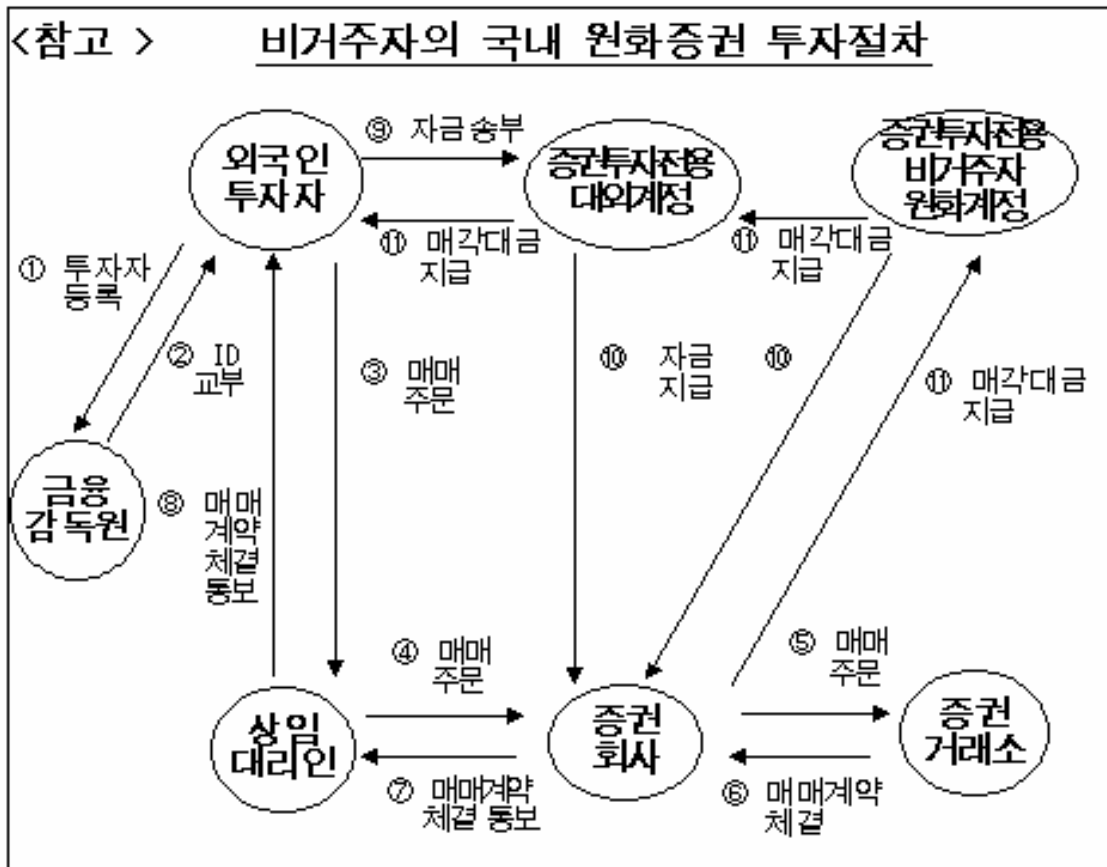 <참고 > 비거주자의 국내 원화증권 투자절차
⑨ 자금송부
외국인
투자자
증권투자전용
대외계정
증권투자전용
비거주자
원화계정
① 투자자
등록
⑪ 매각대금
지급
⑪ 매각대금
지급
② ID
교부
③ 매매
주문
⑩ 자금 ⑩
지급
⑪ 매각대금
지급
금융
감독원
⑧ 매매
계약
체결
통보
④ 매매
주문
⑤ 매매
주문
상임
대리인
증권
회사
증권
거래소
⑦ 매매계약
체결 통보
⑥ 매매계약
체결